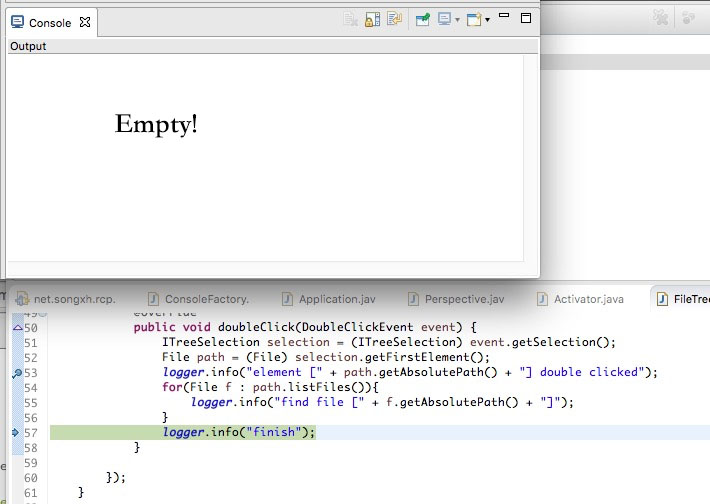 Console
Output
Empty!
net.songxh.rcp.
ConsoleFactory.
Application.jav
Perspective.jav
Activator.java
FileTree
50 public void doubleClick(DoubleClickEvent event) {
51 ITreeSelection selection = (ITreeSelection) event.getSelection();
52 File path = (File) selection.getFirstElement();
53 logger.info("element [" + path.getAbsolutePath() + "] double clicked");
54 for(File f : path.listFiles()){
55 logger.info("find file [" + f.getAbsolutePath() + "]");
56 }
57 logger.info("finish");
58 }
59
60 });
61 }